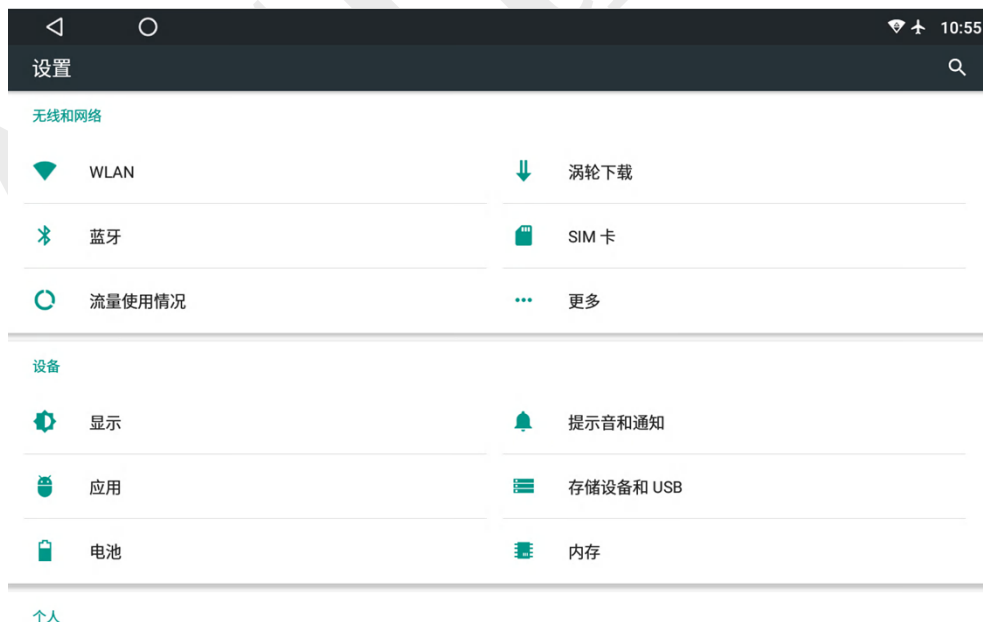 10:55
设置
无线和网络
WLAN
涡轮下载
蓝牙
SIM 卡
流量使用情况
更多
设备
显示
提示音和通知
应用
存储设备和 USB
电池
内存
个人